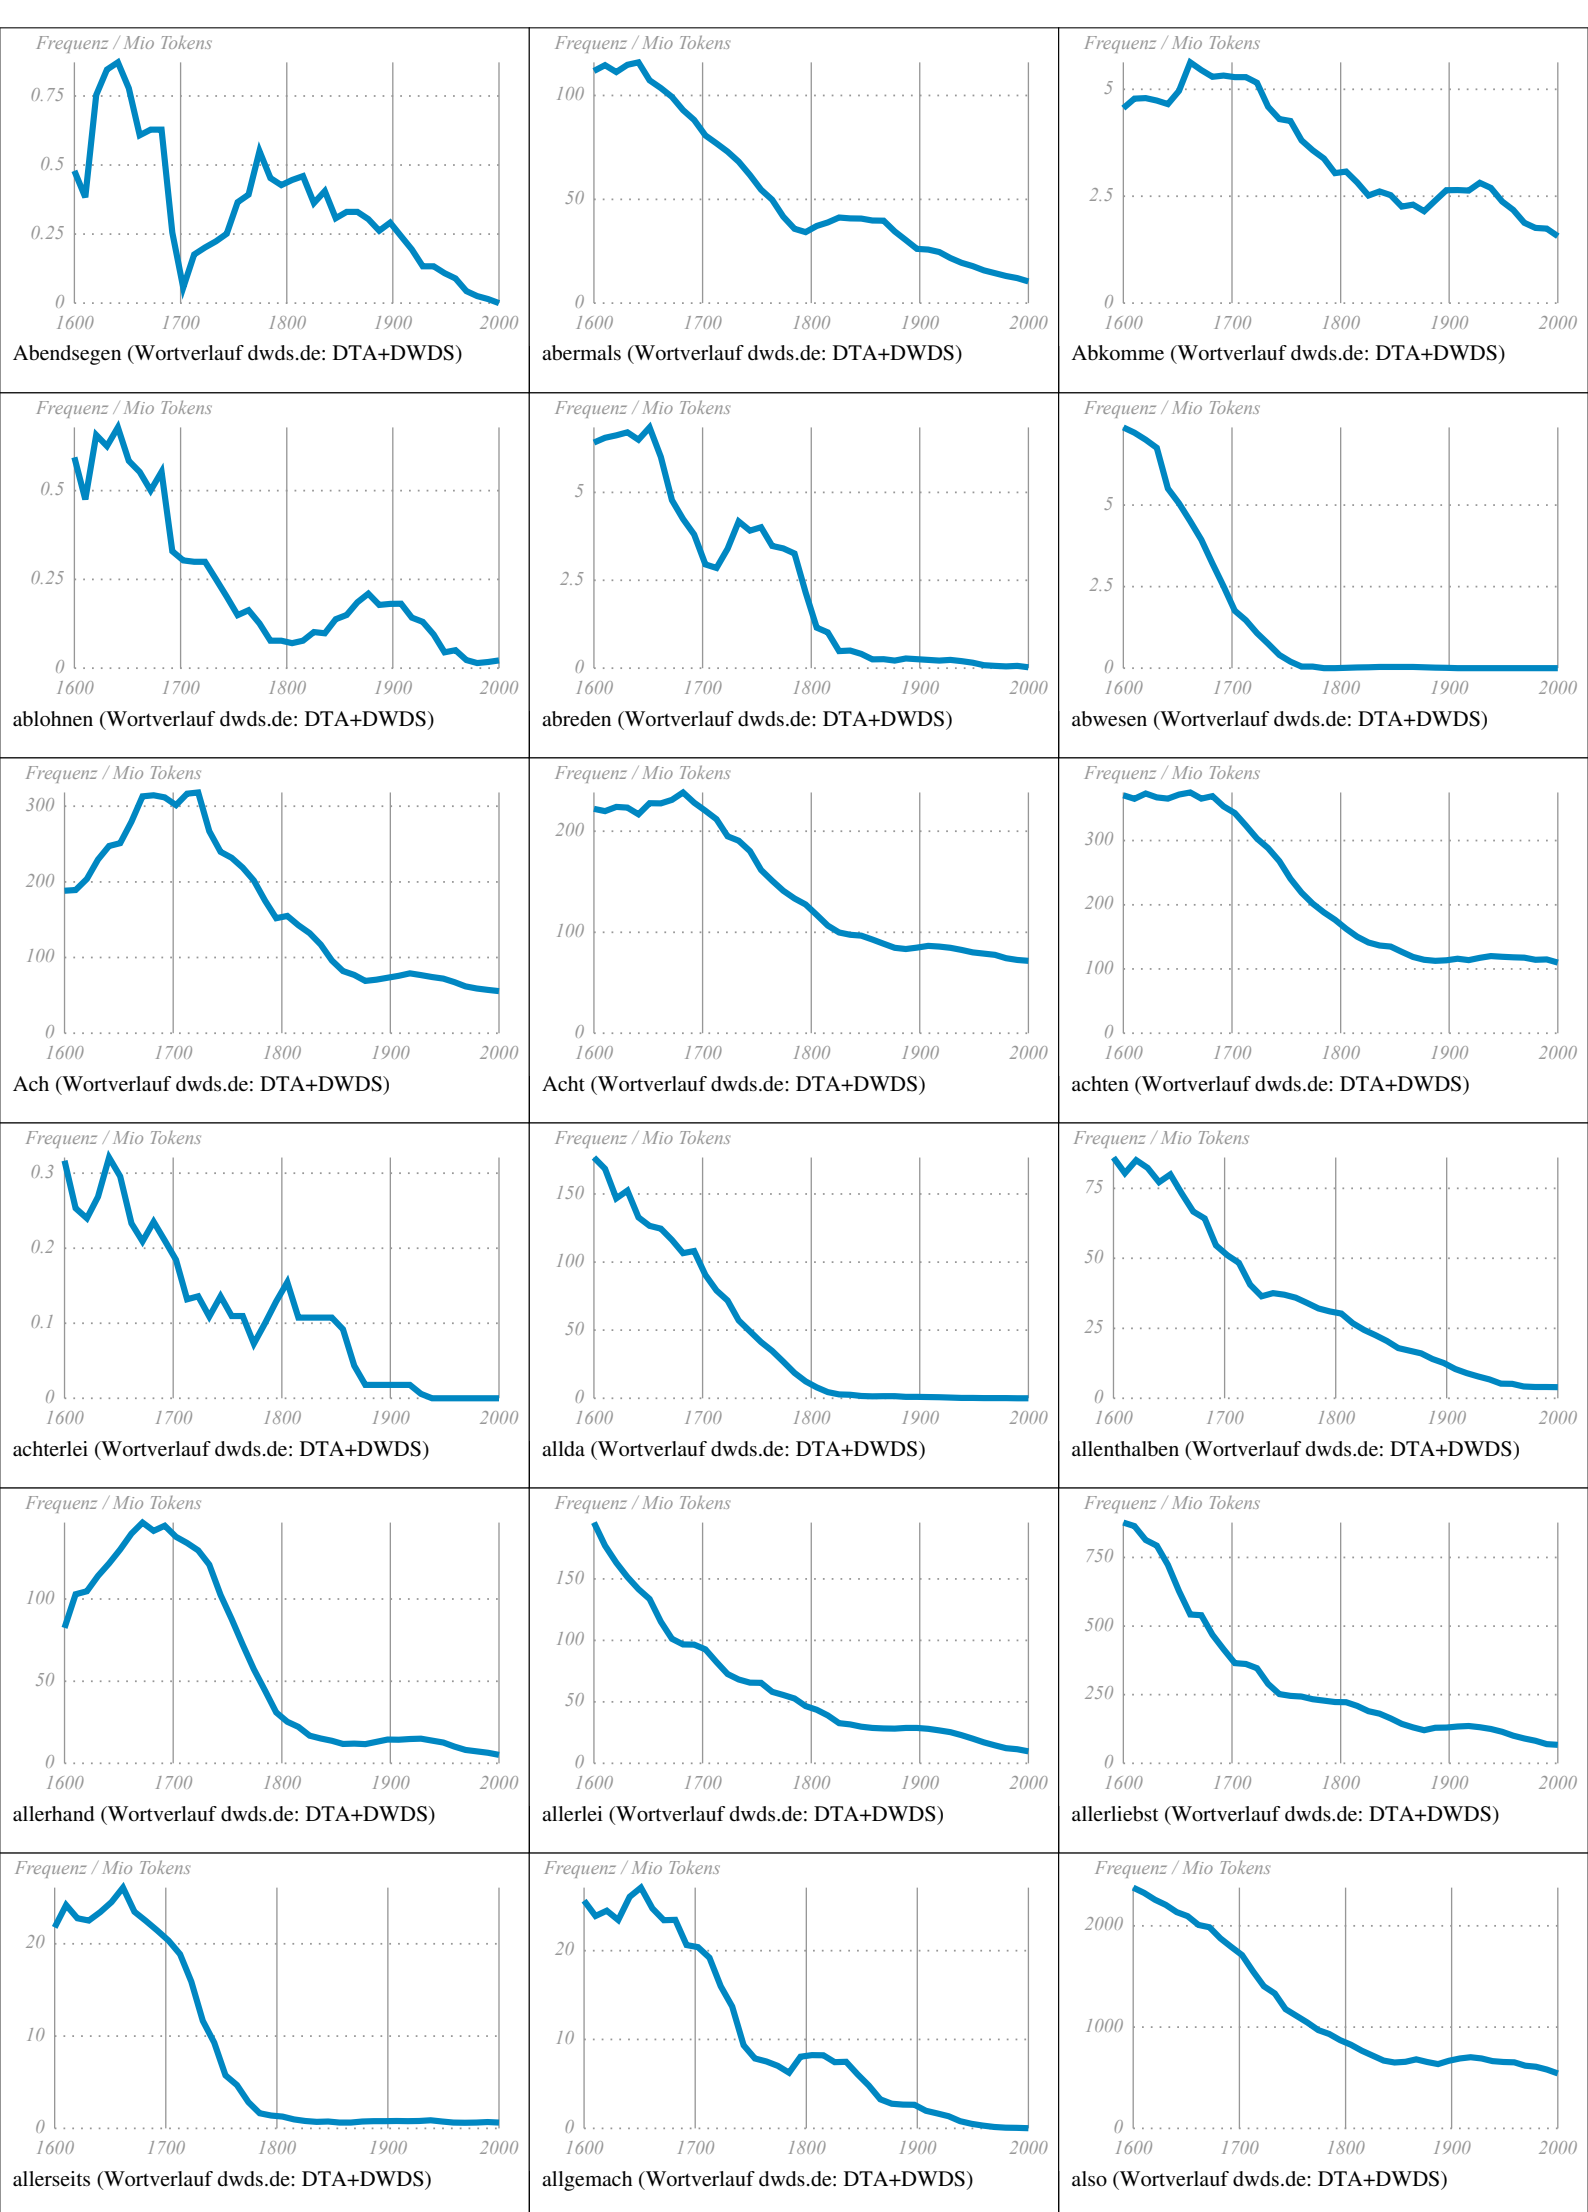 Frequenz / Mio Tokens
0.75
0.5
0.25
0
1600 1700 1800 1900 2000
Abendsegen (Wortverlauf dwds.de: DTA+DWDS)
Frequenz / Mio Tokens
100
50
0
1600 1700 1800 1900 2000
abermals (Wortverlauf dwds.de: DTA+DWDS)
Frequenz / Mio Tokens
5
2.5
0
1600 1700 1800 1900 2000
Abkomme (Wortverlauf dwds.de: DTA+DWDS)
Frequenz / Mio Tokens
0.5
0.25
0
1600 1700 1800 1900 2000
ablohnen (Wortverlauf dwds.de: DTA+DWDS)
Frequenz / Mio Tokens
5
2.5
0
1600 1700 1800 1900 2000
abreden (Wortverlauf dwds.de: DTA+DWDS)
Frequenz / Mio Tokens
5
2.5
0
1600 1700 1800 1900 2000
abwesen (Wortverlauf dwds.de: DTA+DWDS)
Frequenz / Mio Tokens
300
200
100
0
1600 1700 1800 1900 2000
Ach (Wortverlauf dwds.de: DTA+DWDS)
Frequenz / Mio Tokens
200
100
0
1600 1700 1800 1900 2000
Acht (Wortverlauf dwds.de: DTA+DWDS)
Frequenz / Mio Tokens
300
200
100
0
1600 1700 1800 1900 2000
achten (Wortverlauf dwds.de: DTA+DWDS)
Frequenz / Mio Tokens
0.3
0.2
0.1
0
1600 1700 1800 1900 2000
achterlei (Wortverlauf dwds.de: DTA+DWDS)
Frequenz / Mio Tokens
150
100
50
0
1600 1700 1800 1900 2000
allda (Wortverlauf dwds.de: DTA+DWDS)
Frequenz / Mio Tokens
75
50
25
0
1600 1700 1800 1900 2000
allenthalben (Wortverlauf dwds.de: DTA+DWDS)
Frequenz / Mio Tokens
100
50
0
1600 1700 1800 1900 2000
allerhand (Wortverlauf dwds.de: DTA+DWDS)
Frequenz / Mio Tokens
150
100
50
0
1600 1700 1800 1900 2000
allerlei (Wortverlauf dwds.de: DTA+DWDS)
Frequenz / Mio Tokens
750
500
250
0
1600 1700 1800 1900 2000
allerliebst (Wortverlauf dwds.de: DTA+DWDS)
Frequenz / Mio Tokens
20
10
0
1600 1700 1800 1900 2000
allerseits (Wortverlauf dwds.de: DTA+DWDS)
Frequenz / Mio Tokens
20
10
0
1600 1700 1800 1900 2000
allgemach (Wortverlauf dwds.de: DTA+DWDS)
Frequenz / Mio Tokens
2000
1000
0
1600 1700 1800 1900 2000
also (Wortverlauf dwds.de: DTA+DWDS)